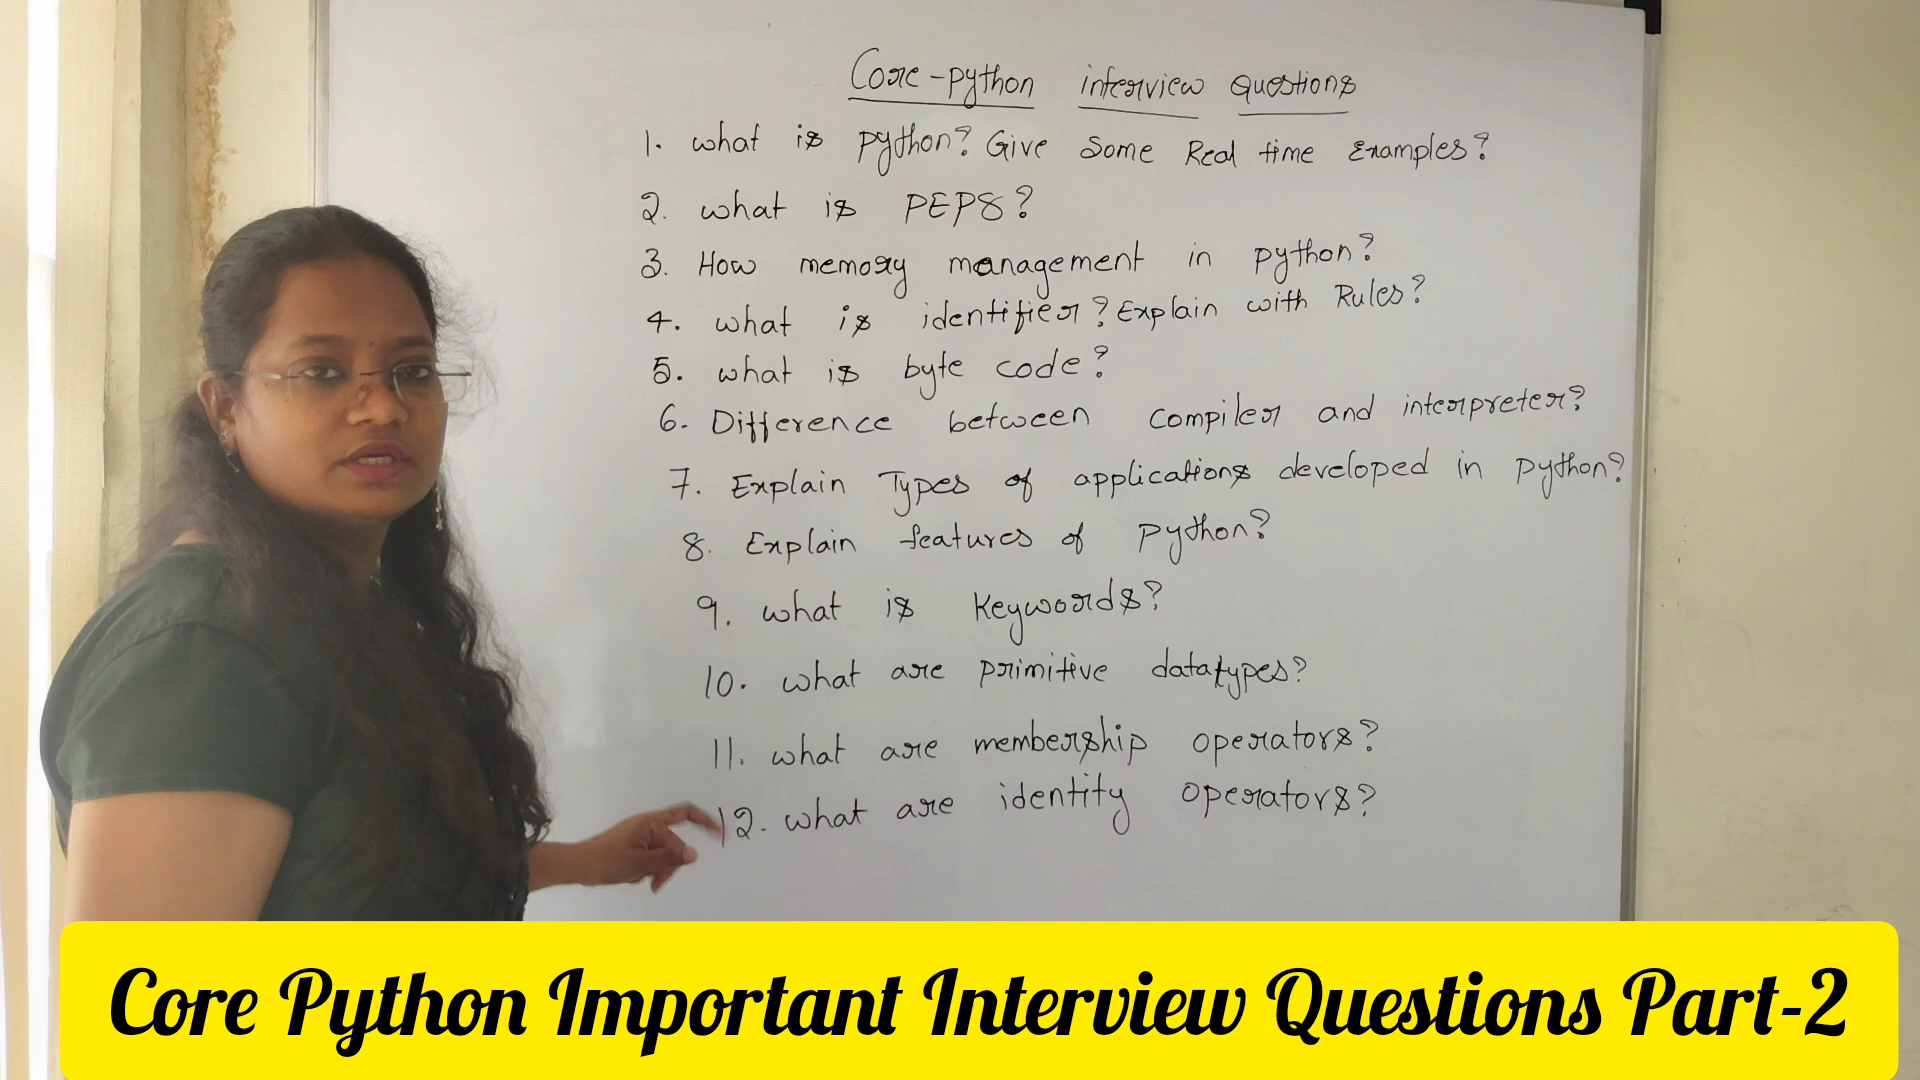 Core-python interview Questions
1. what is python? Give Some Real time Examples?
2. what is PEP8?
3. How memory management in python?
4. what is identifier? Explain with Rules?
5. what is byte code?
6. Difference between compiler and interpreter?
7. Explain Types of applications developed in python?
8. Explain features of python?
9. what is keywords?
10. what are primitive datatypes?
11. what are membership operators?
12. what are identity operators?
Core Python Important Interview Questions Part-2